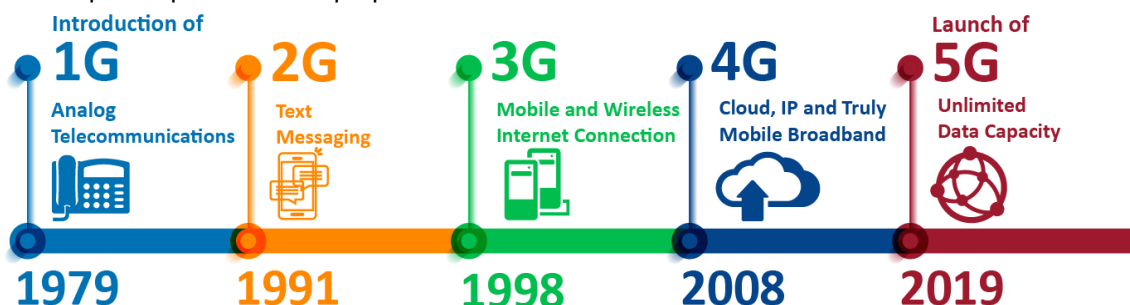 Introduction of
1G
Analog
Telecommunications
1979
2G
Text
Messaging
1991
3G
Mobile and Wireless
Internet Connection
1998
4G
Cloud, IP and Truly
Mobile Broadband
2008
Launch of
5G
Unlimited
Data Capacity
2019